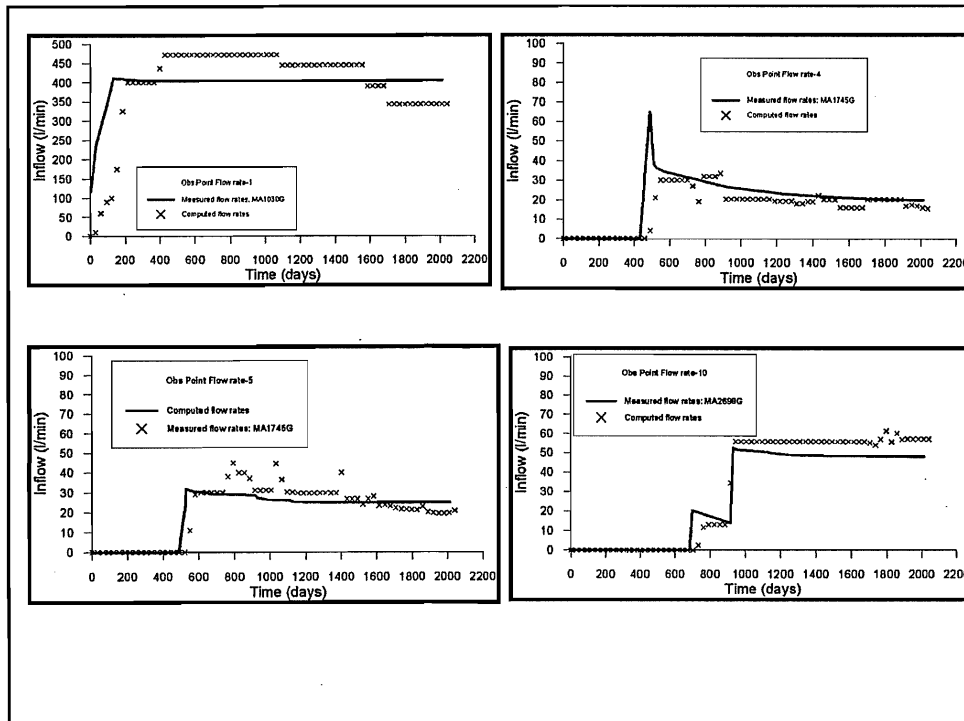 500
450
400
350
300
250
200
150
100
50
0
Inflow (l/min)
Obs Point Flow rate-1
Measured flow rates: MA1030G
Computed flow rates
0 200 400 600 800 1000 1200 1400 1600 1800 2000 2200
Time (days)
100
90
80
70
60
50
40
30
20
10
0
Inflow (l/min)
Obs Point Flow rate-4
Measured flow rates: MA1745G
Computed flow rates
0 200 400 600 800 1000 1200 1400 1600 1800 2000 2200
Time (days)
100
90
80
70
60
50
40
30
20
10
0
Inflow (l/min)
Obs Point Flow rate-5
Computed flow rates
Measured flow rates: MA1746G
0 200 400 600 800 1000 1200 1400 1600 1800 2000 2200
Time (days)
100
90
80
70
60
50
40
30
20
10
0
Inflow (l/min)
Obs Point Flow rate-10
Measured flow rates: MA2698G
Computed flow rates
0 200 400 600 800 1000 1200 1400 1600 1800 2000 2200
Time (days)